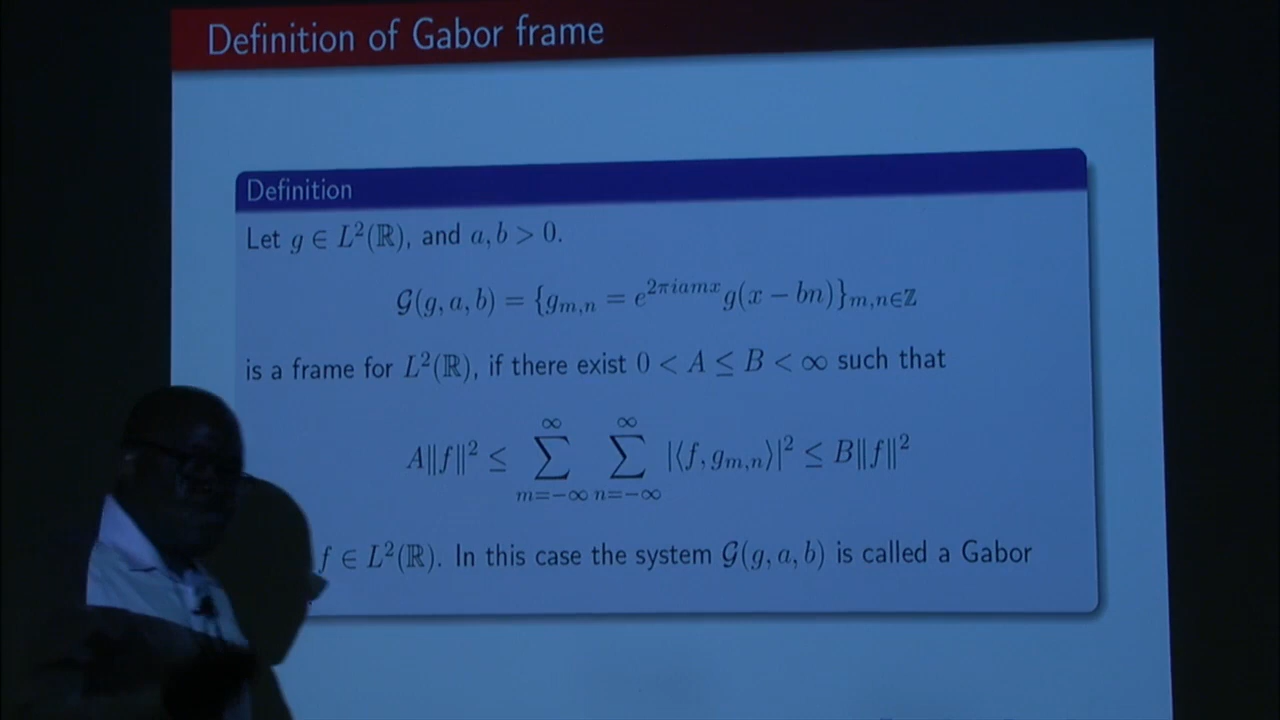 Definition of Gabor frame
Definition
Let g ∈ L²(ℝ), and a, b > 0.
𝒢(g, a, b) = {g_{m,n} = e^{2πiamx} g(x − bn)}_{m,n∈ℤ}
is a frame for L²(ℝ), if there exist 0 < A ≤ B < ∞ such that
A‖f‖² ≤ ∑_{m=−∞}^{∞} ∑_{n=−∞}^{∞} |⟨f, g_{m,n}⟩|² ≤ B‖f‖²
f ∈ L²(ℝ). In this case the system 𝒢(g, a, b) is called a Gabor